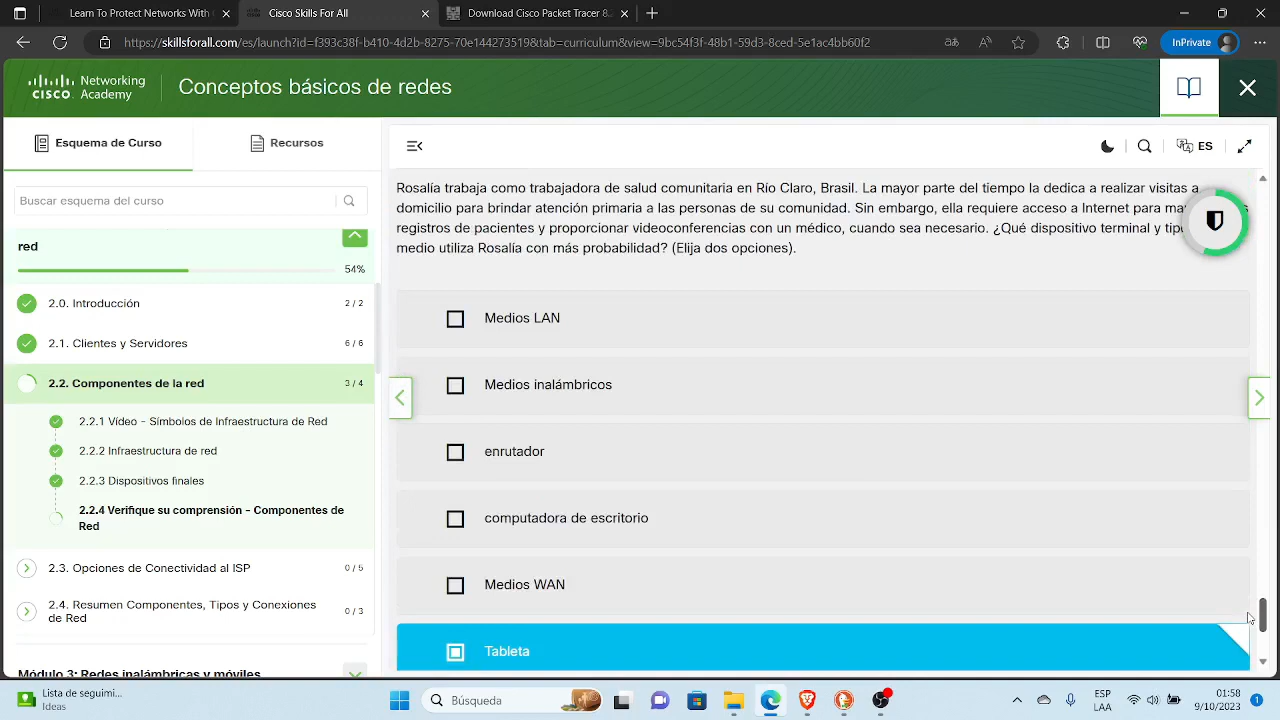 Learn To Protect Networks With
Cisco Skills For All
Download Cisco Packet Tracer 8.
https://skillsforall.com/es/launch?id=f393c38f-b410-4d2b-8275-70c1442f1209&tab=curriculum&view=9bc54f3f-48b1-59d3-8ced-5e1ac4bb60f2
InPrivate
Networking
CISCO. Academy
Conceptos básicos de redes
Esquema de Curso
Recursos
ES
Buscar esquema del curso
red
54%
2.0. Introducción
2 / 2
2.1. Clientes y Servidores
6 / 6
2.2. Componentes de la red
3 / 4
2.2.1 Vídeo - Símbolos de Infraestructura de Red
2.2.2 Infraestructura de red
2.2.3 Dispositivos finales
2.2.4 Verifique su comprensión - Componentes de
Red
2.3. Opciones de Conectividad al ISP
0 / 5
2.4. Resumen Componentes, Tipos y Conexiones
de Red
0 / 3
Módulo 3: Redes inalámbricas y móviles
Rosalía trabaja como trabajadora de salud comunitaria en Río Claro, Brasil. La mayor parte del tiempo la dedica a realizar visitas a
domicilio para brindar atención primaria a las personas de su comunidad. Sin embargo, ella requiere acceso a Internet para
registros de pacientes y proporcionar videoconferencias con un médico, cuando sea necesario. ¿Qué dispositivo terminal y
medio utiliza Rosalía con más probabilidad? (Elija dos opciones).
Medios LAN
Medios inalámbricos
enrutador
computadora de escritorio
Medios WAN
Tableta
Lista de seguimi...
Ideas
Búsqueda
ESP
LAA
01:58
9/10/2023
1